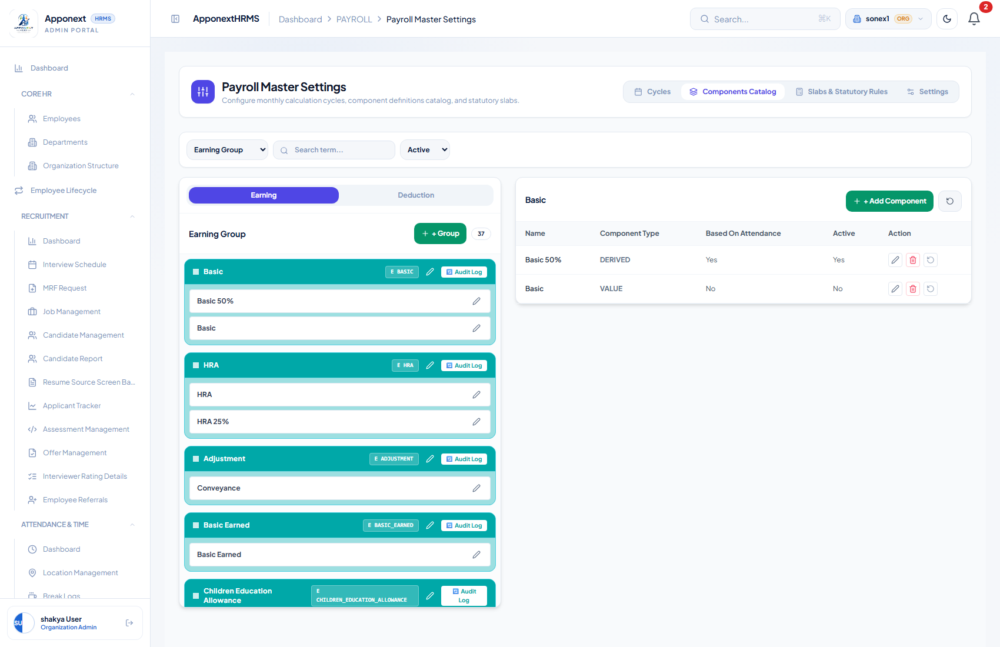 Apponext HRMS
ADMIN PORTAL
Dashboard
CORE HR
Employees
Departments
Organization Structure
Employee Lifecycle
RECRUITMENT
Dashboard
Interview Schedule
MRF Request
Job Management
Candidate Management
Candidate Report
Resume Source Screen Ba...
Applicant Tracker
Assessment Management
Offer Management
Interviewer Rating Details
Employee Referrals
ATTENDANCE & TIME
Dashboard
Location Management
Break Logs
SU
shakya User
Organization Admin
ApponextHRMS
Dashboard > PAYROLL > Payroll Master Settings
Search... ⌘K
sonex1 ORG
2
Payroll Master Settings
Configure monthly calculation cycles, component definitions catalog, and statutory slabs.
Cycles
Components Catalog
Slabs & Statutory Rules
Settings
Earning Group
Search term...
Active
Earning
Deduction
Earning Group
+ + Group
37
Basic
E BASIC
Audit Log
Basic 50%
Basic
HRA
E HRA
Audit Log
HRA
HRA 25%
Adjustment
E ADJUSTMENT
Audit Log
Conveyance
Basic Earned
E BASIC_EARNED
Audit Log
Basic Earned
Children Education
Allowance
E
CHILDREN_EDUCATION_ALLOWANCE
Audit
Log
Basic
+ + Add Component
Name Component Type Based On Attendance Active Action
Basic 50% DERIVED Yes Yes
Basic VALUE No No